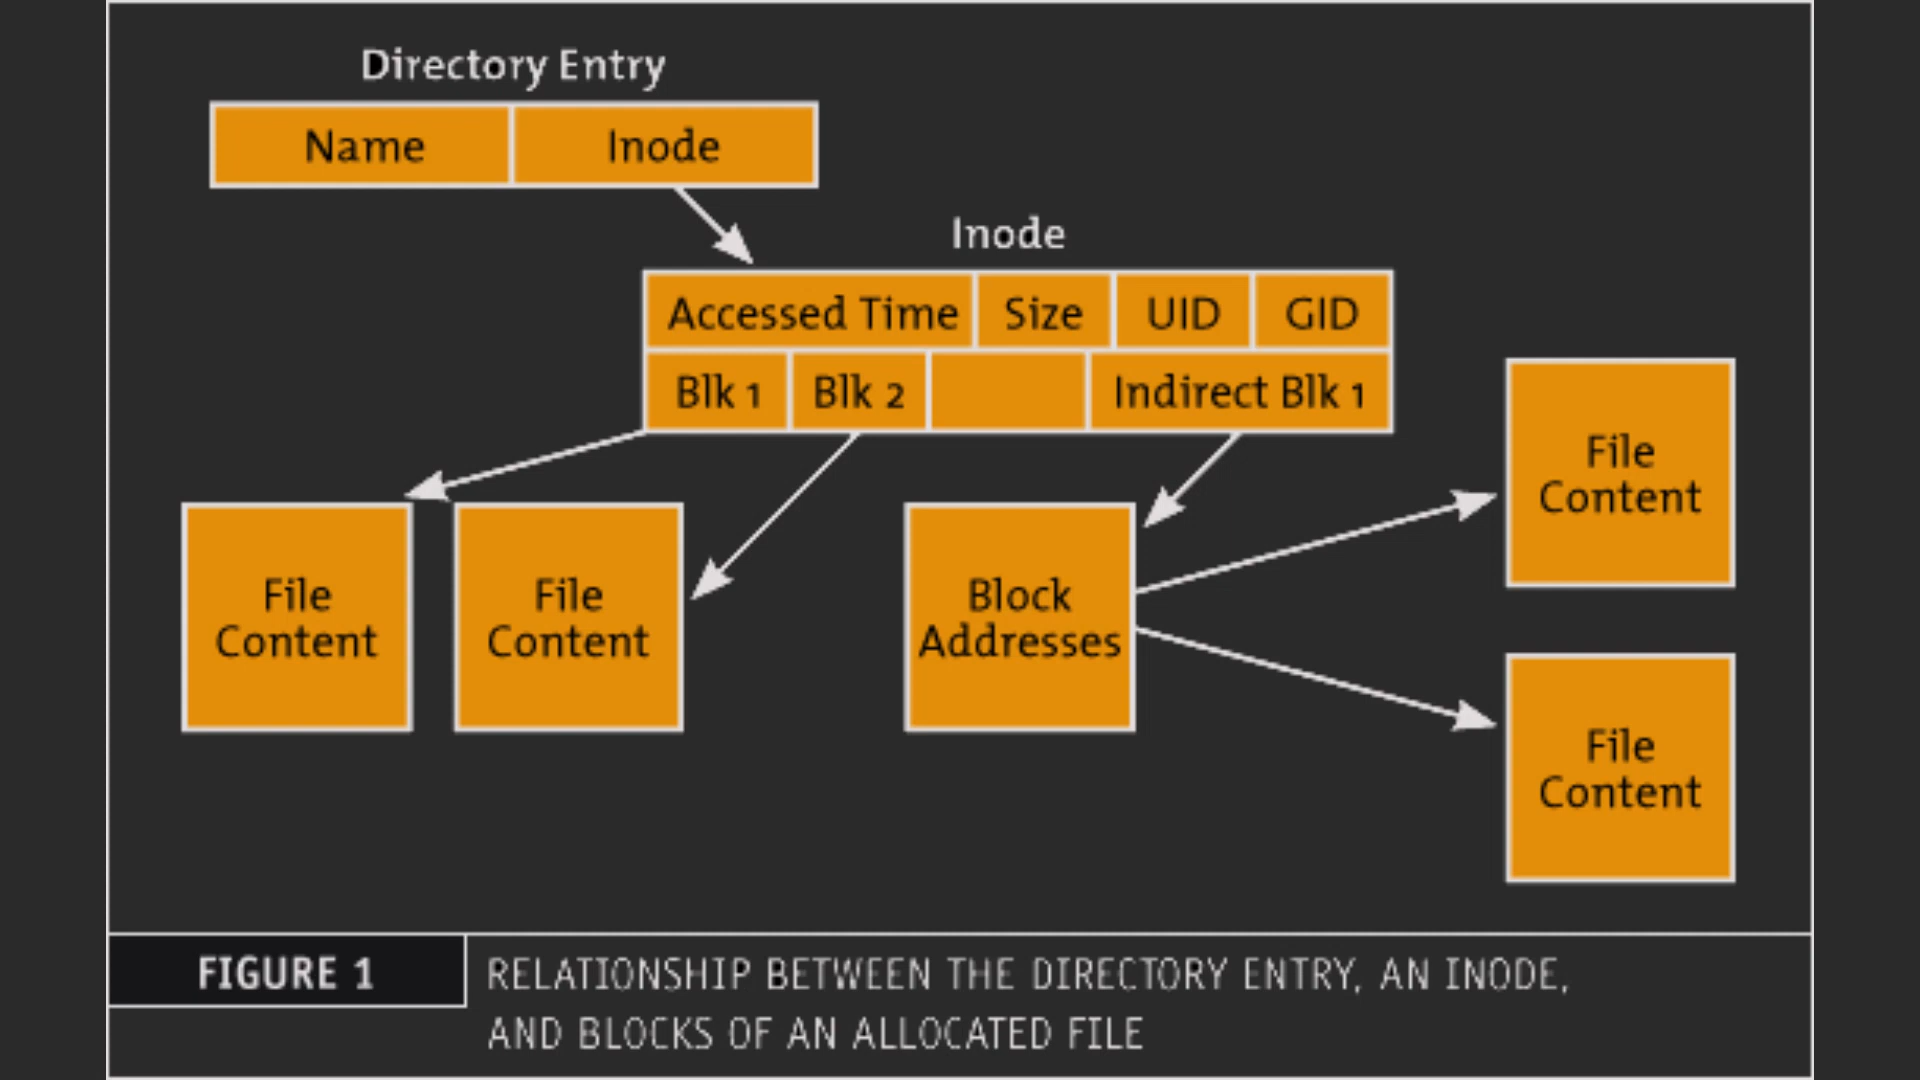 Directory Entry
Name
Inode
Inode
Accessed Time
Size
UID
GID
Blk 1
Blk 2
Indirect Blk 1
File
Content
File
Content
File
Content
Block
Addresses
File
Content
FIGURE 1
RELATIONSHIP BETWEEN THE DIRECTORY ENTRY, AN INODE,
AND BLOCKS OF AN ALLOCATED FILE